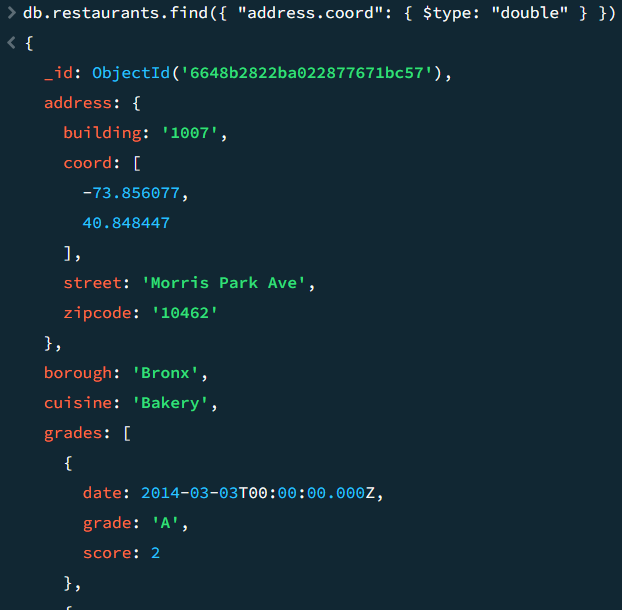 > db.restaurants.find({ "address.coord": { $type: "double" } })
< {
_id: ObjectId('6648b2822ba022877671bc57'),
address: {
building: '1007',
coord: [
-73.856077,
40.848447
],
street: 'Morris Park Ave',
zipcode: '10462'
},
borough: 'Bronx',
cuisine: 'Bakery',
grades: [
{
date: 2014-03-03T00:00:00.000Z,
grade: 'A',
score: 2
},